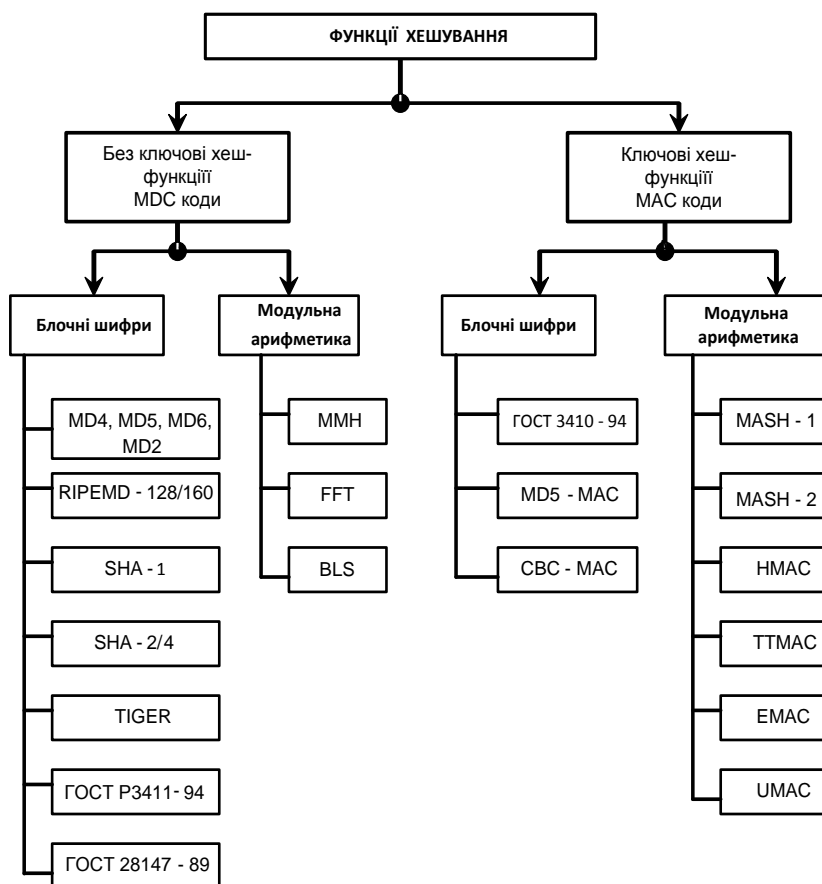 ФУНКЦІЇ ХЕШУВАННЯ
Без ключові хеш-
функціїї
MDC коди
Ключові хеш-
функціїї
MAC коди
Блочні шифри
Модульна
арифметика
Блочні шифри
Модульна
арифметика
MD4, MD5, MD6,
MD2
RIPEMD - 128/160
SHA - 1
SHA - 2/4
TIGER
ГОСТ Р3411- 94
ГОСТ 28147 - 89
MMH
FFT
BLS
ГОСТ 3410 - 94
MD5 - MAC
CBC - MAC
MASH - 1
MASH - 2
HMAC
TTMAC
EMAC
UMAC